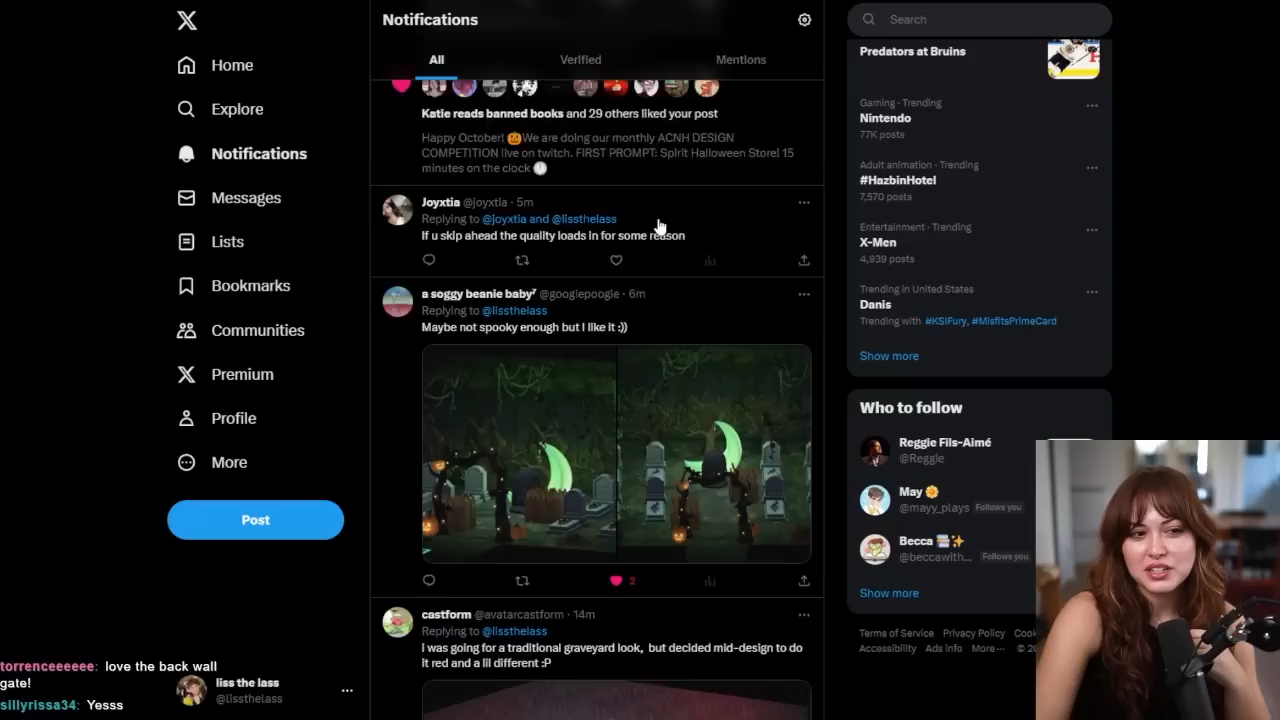 Home
Explore
Notifications
Messages
Lists
Bookmarks
Communities
Premium
Profile
More
Post
liss the lass
@lissthelass
torrenceeeeee: love the back wall
gate!
sillyrissa34: Yesss
Notifications
All
Verified
Mentions
Katie reads banned books and 29 others liked your post
Happy October! 🎃We are doing our monthly ACNH DESIGN
COMPETITION live on twitch. FIRST PROMPT: Spirit Halloween Store! 15
minutes on the clock 🕐
Joyxtia @joyxtia · 5m
Replying to @joyxtia and @lissthelass
If u skip ahead the quality loads in for some reason
a soggy beanie baby⁷ @googlepoogle · 6m
Replying to @lissthelass
Maybe not spooky enough but I like it :))
2
castform @avatarcastform · 14m
Replying to @lissthelass
i was going for a traditional graveyard look, but decided mid-design to do
it red and a lil different :P
Search
Predators at Bruins
Gaming · Trending
Nintendo
77K posts
Adult animation · Trending
#HazbinHotel
7,570 posts
Entertainment · Trending
X-Men
4,939 posts
Trending in United States
Danis
Trending with #KSIFury, #MisfitsPrimeCard
Show more
Who to follow
Reggie Fils-Aimé
@Reggie
May 🌼
@mayy_plays Follows you
Becca 📚✨
@beccawith... Follows you
Show more
Terms of Service Privacy Policy Cook
Accessibility Ads info More ··· © 20